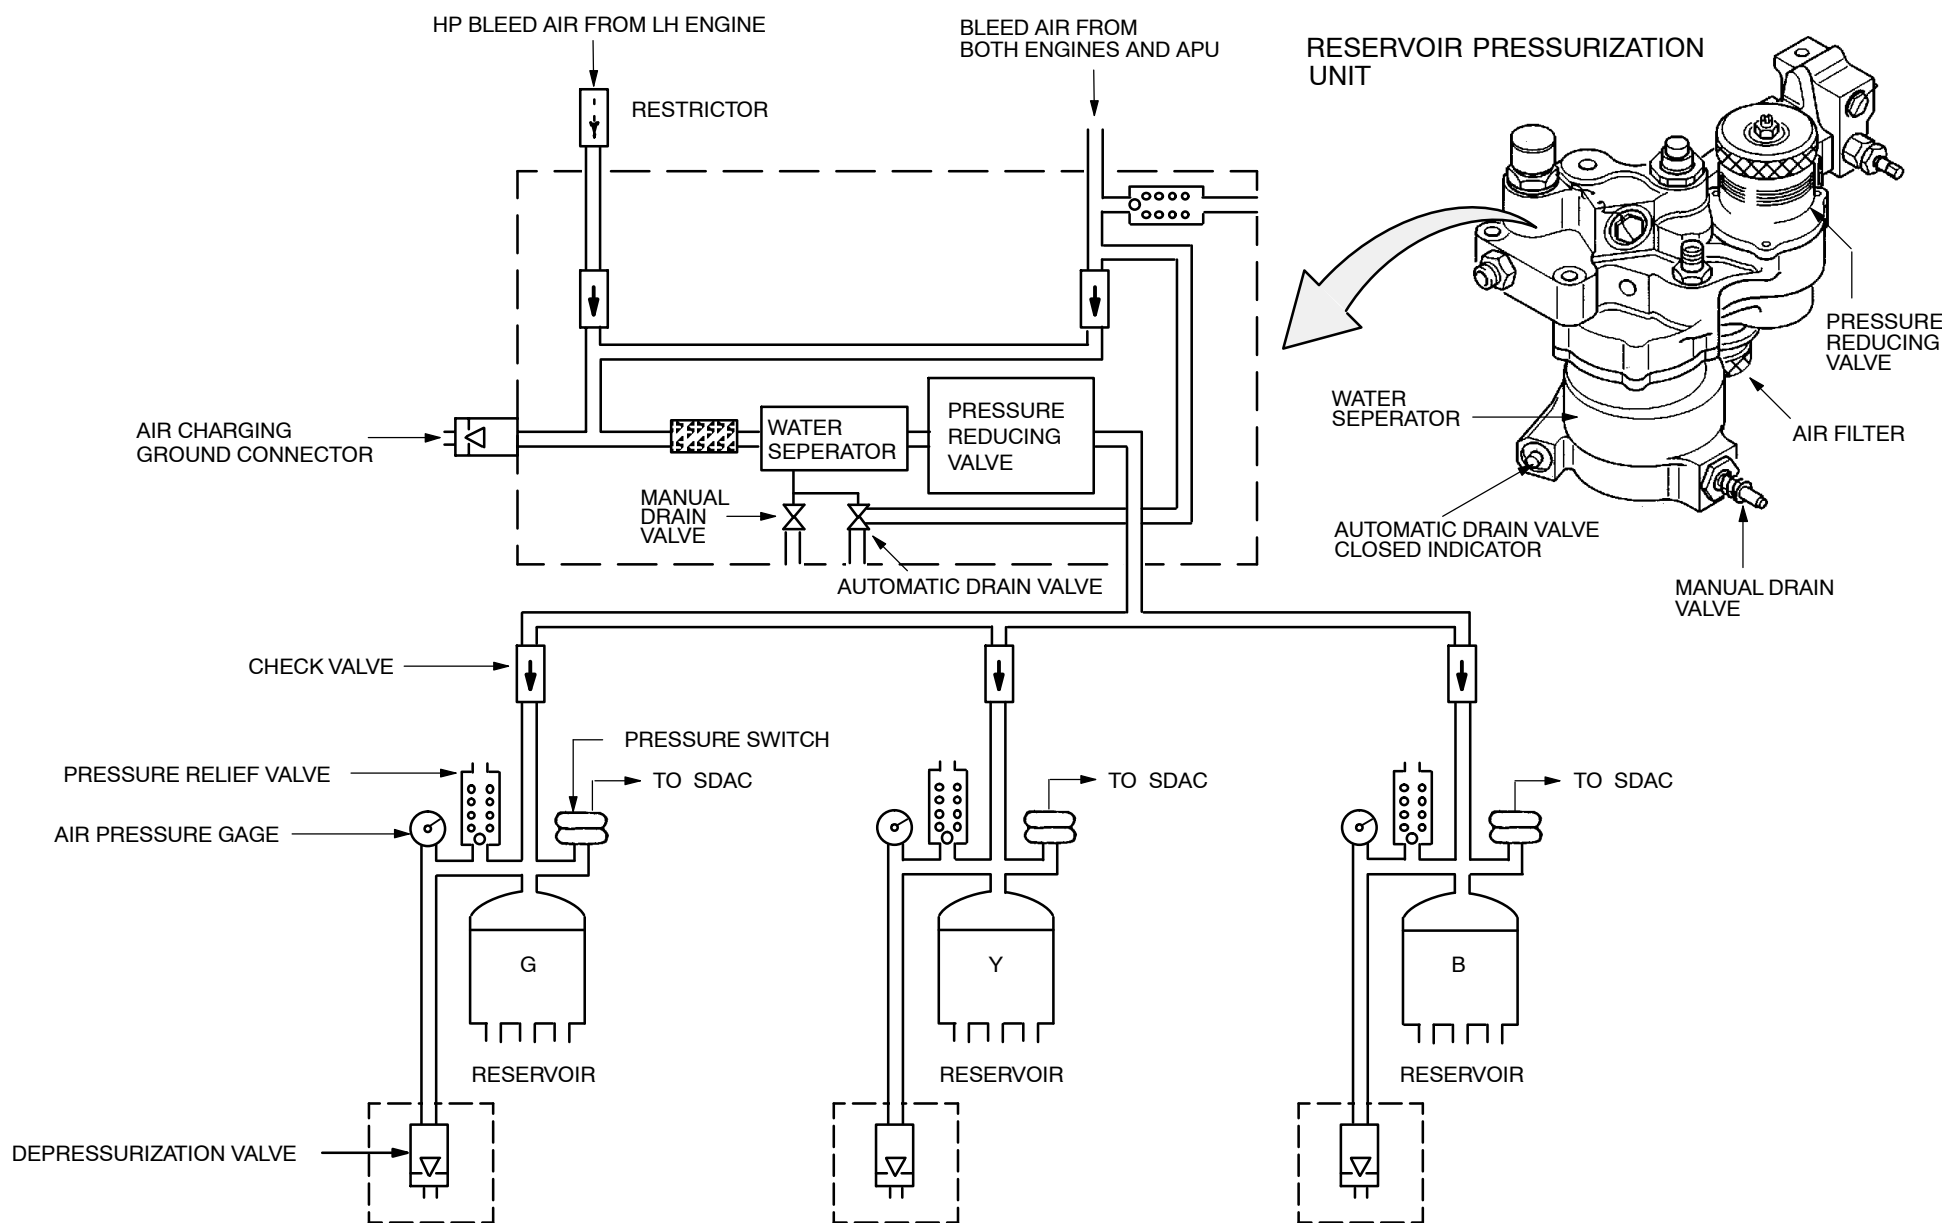 HP BLEED AIR FROM LH ENGINE
BLEED AIR FROM
BOTH ENGINES AND APU
RESERVOIR PRESSURIZATION
UNIT
RESTRICTOR
PRESSURE
REDUCING
VALVE
WATER
SEPERATOR
AIR FILTER
AUTOMATIC DRAIN VALVE
CLOSED INDICATOR
MANUAL DRAIN
VALVE
AIR CHARGING
GROUND CONNECTOR
WATER
SEPERATOR
PRESSURE
REDUCING
VALVE
MANUAL
DRAIN
VALVE
AUTOMATIC DRAIN VALVE
CHECK VALVE
PRESSURE SWITCH
PRESSURE RELIEF VALVE
TO SDAC
TO SDAC
TO SDAC
AIR PRESSURE GAGE
G
Y
B
RESERVOIR
RESERVOIR
RESERVOIR
DEPRESSURIZATION VALVE